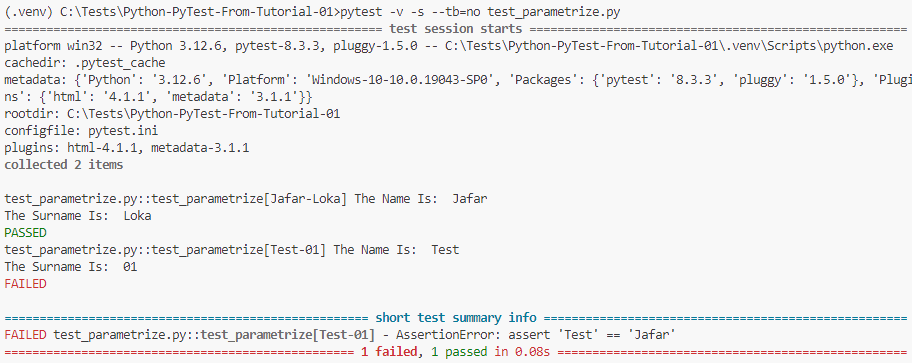 (.venv) C:\Tests\Python-PyTest-From-Tutorial-01>pytest -v -s --tb=no test_parametrize.py
==================================================== test session starts ====================================================
platform win32 -- Python 3.12.6, pytest-8.3.3, pluggy-1.5.0 -- C:\Tests\Python-PyTest-From-Tutorial-01\.venv\Scripts\python.exe
cachedir: .pytest_cache
metadata: {'Python': '3.12.6', 'Platform': 'Windows-10-10.0.19043-SP0', 'Packages': {'pytest': '8.3.3', 'pluggy': '1.5.0'}, 'Plugi
ns': {'html': '4.1.1', 'metadata': '3.1.1'}}
rootdir: C:\Tests\Python-PyTest-From-Tutorial-01
configfile: pytest.ini
plugins: html-4.1.1, metadata-3.1.1
collected 2 items
test_parametrize.py::test_parametrize[Jafar-Loka] The Name Is:  Jafar
The Surname Is:  Loka
PASSED
test_parametrize.py::test_parametrize[Test-01] The Name Is:  Test
The Surname Is:  01
FAILED
==================================================== short test summary info ====================================================
FAILED test_parametrize.py::test_parametrize[Test-01] - AssertionError: assert 'Test' == 'Jafar'
================================================== 1 failed, 1 passed in 0.08s ==================================================